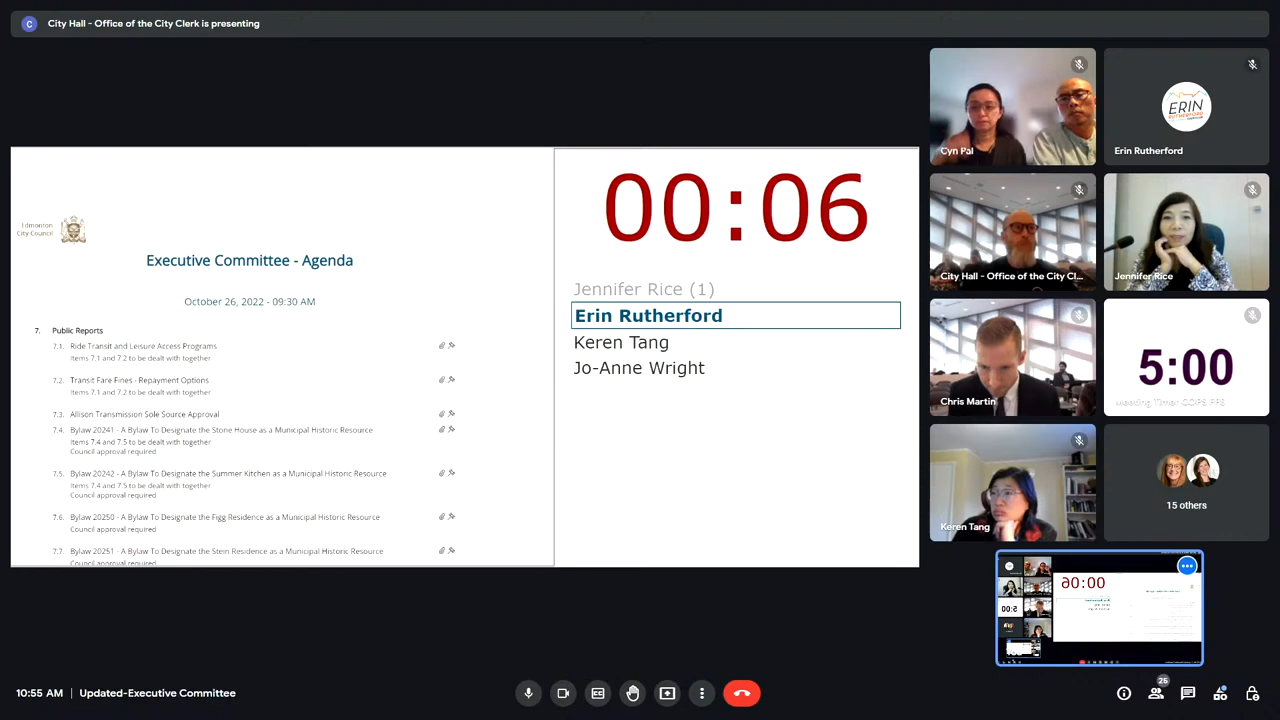 C City Hall - Office of the City Clerk is presenting
Edmonton
City Council
Executive Committee - Agenda
October 26, 2022 - 09:30 AM
7. Public Reports
7.1. Ride Transit and Leisure Access Programs
Items 7.1 and 7.2 to be dealt with together
7.2. Transit Fare Fines - Repayment Options
Items 7.1 and 7.2 to be dealt with together
7.3. Allison Transmission Sole Source Approval
7.4. Bylaw 20241 - A Bylaw To Designate the Stone House as a Municipal Historic Resource
Items 7.4 and 7.5 to be dealt with together
Council approval required
7.5. Bylaw 20242 - A Bylaw To Designate the Summer Kitchen as a Municipal Historic Resource
Items 7.4 and 7.5 to be dealt with together
Council approval required
7.6. Bylaw 20250 - A Bylaw To Designate the Figg Residence as a Municipal Historic Resource
Council approval required
7.7. Bylaw 20251 - A Bylaw To Designate the Stein Residence as a Municipal Historic Resource
Council approval required
00:06
Jennifer Rice (1)
Erin Rutherford
Keren Tang
Jo-Anne Wright
Cyn Pal
ERIN
RUTHERFORD
Erin Rutherford
City Hall - Office of the City Cl...
Jennifer Rice
Chris Martin
5:00
Meeting Timer COPS FPS
Keren Tang
15 others
00:06
5:00
10:55 AM | Updated-Executive Committee
CC
25